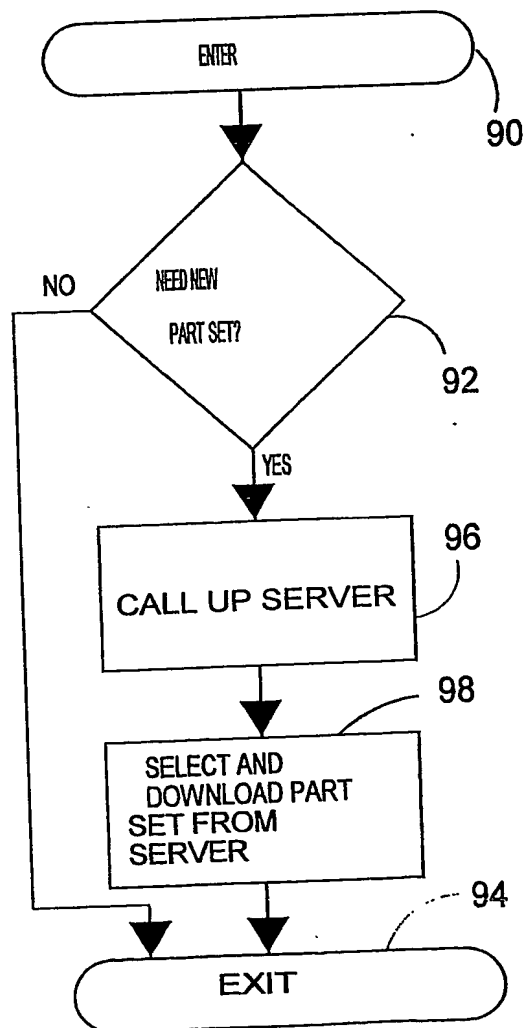 ENTER
90
NO
NEED NEW
PART SET?
92
YES
96
CALL UP SERVER
98
SELECT AND
DOWNLOAD PART
SET FROM
SERVER
94
EXIT